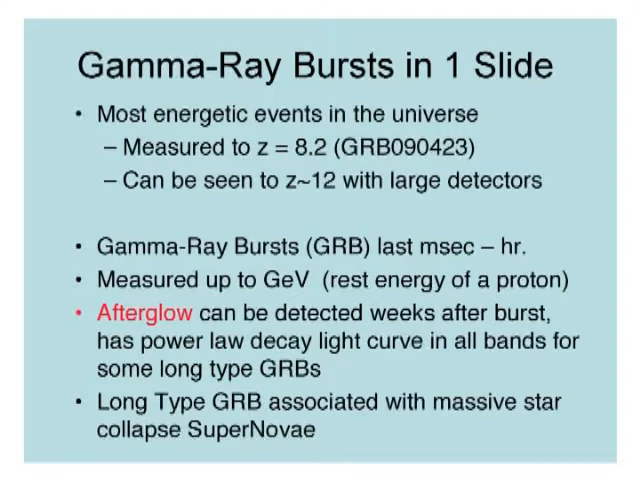 Gamma-Ray Bursts in 1 Slide
• Most energetic events in the universe
– Measured to z = 8.2 (GRB090423)
– Can be seen to z~12 with large detectors
• Gamma-Ray Bursts (GRB) last msec – hr.
• Measured up to GeV (rest energy of a proton)
• Afterglow can be detected weeks after burst,
has power law decay light curve in all bands for
some long type GRBs
• Long Type GRB associated with massive star
collapse SuperNovae